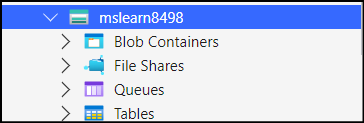 mslearn8498
Blob Containers
File Shares
Queues
Tables